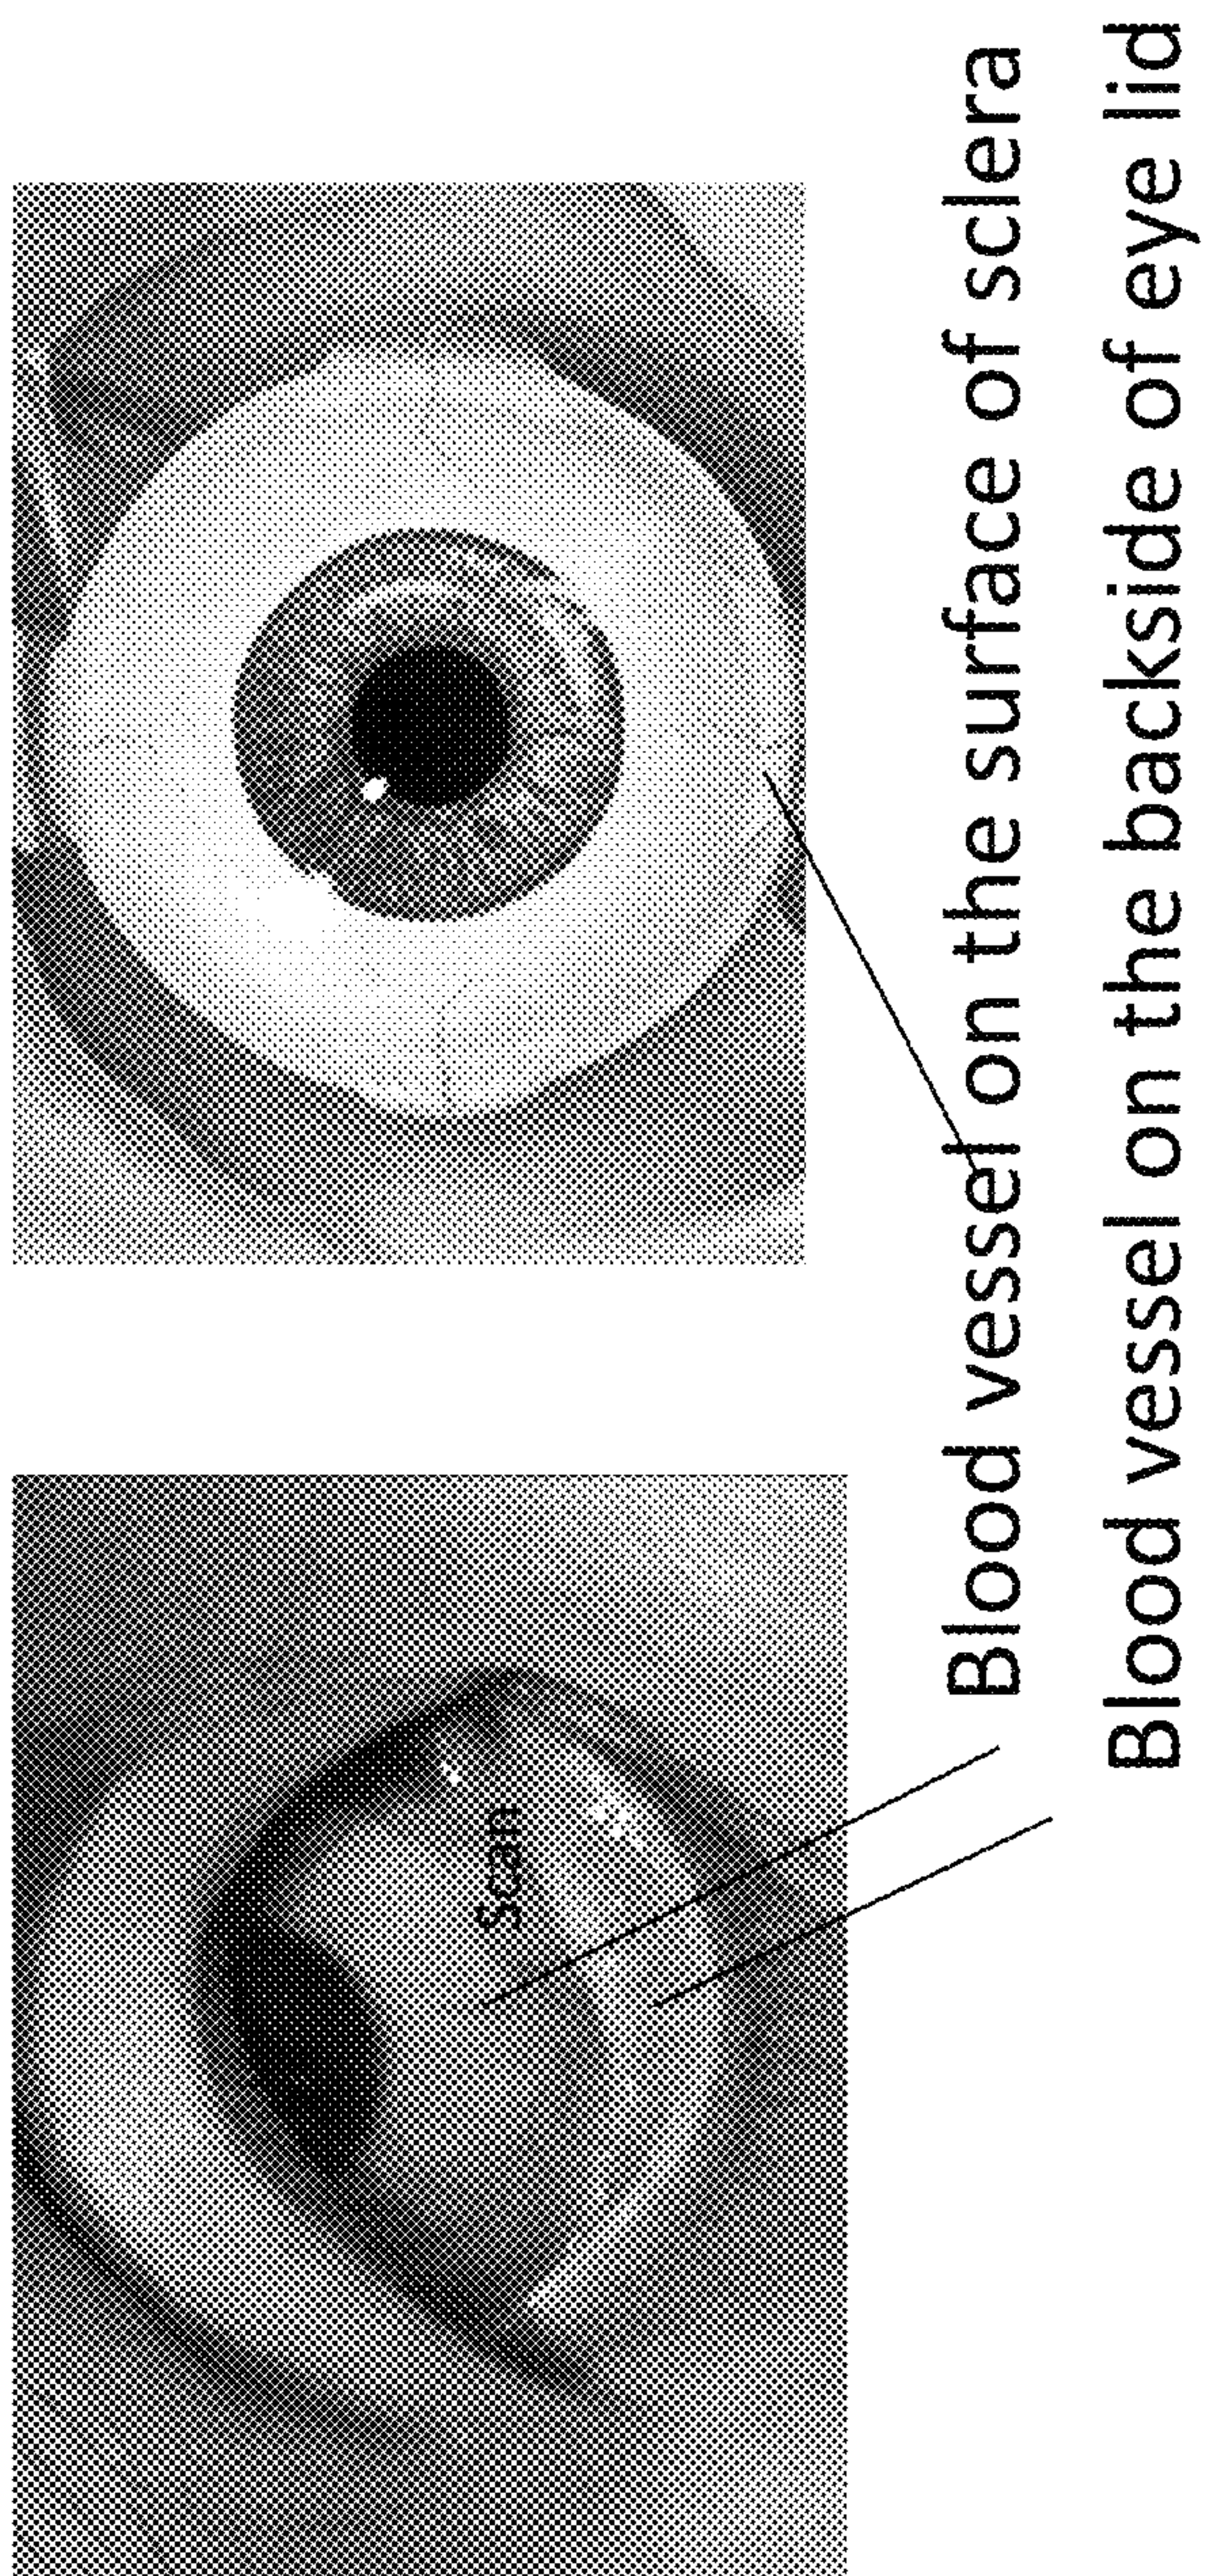 Scan
Blood vessel on the surface of sclera
Blood vessel on the backside of eye lid